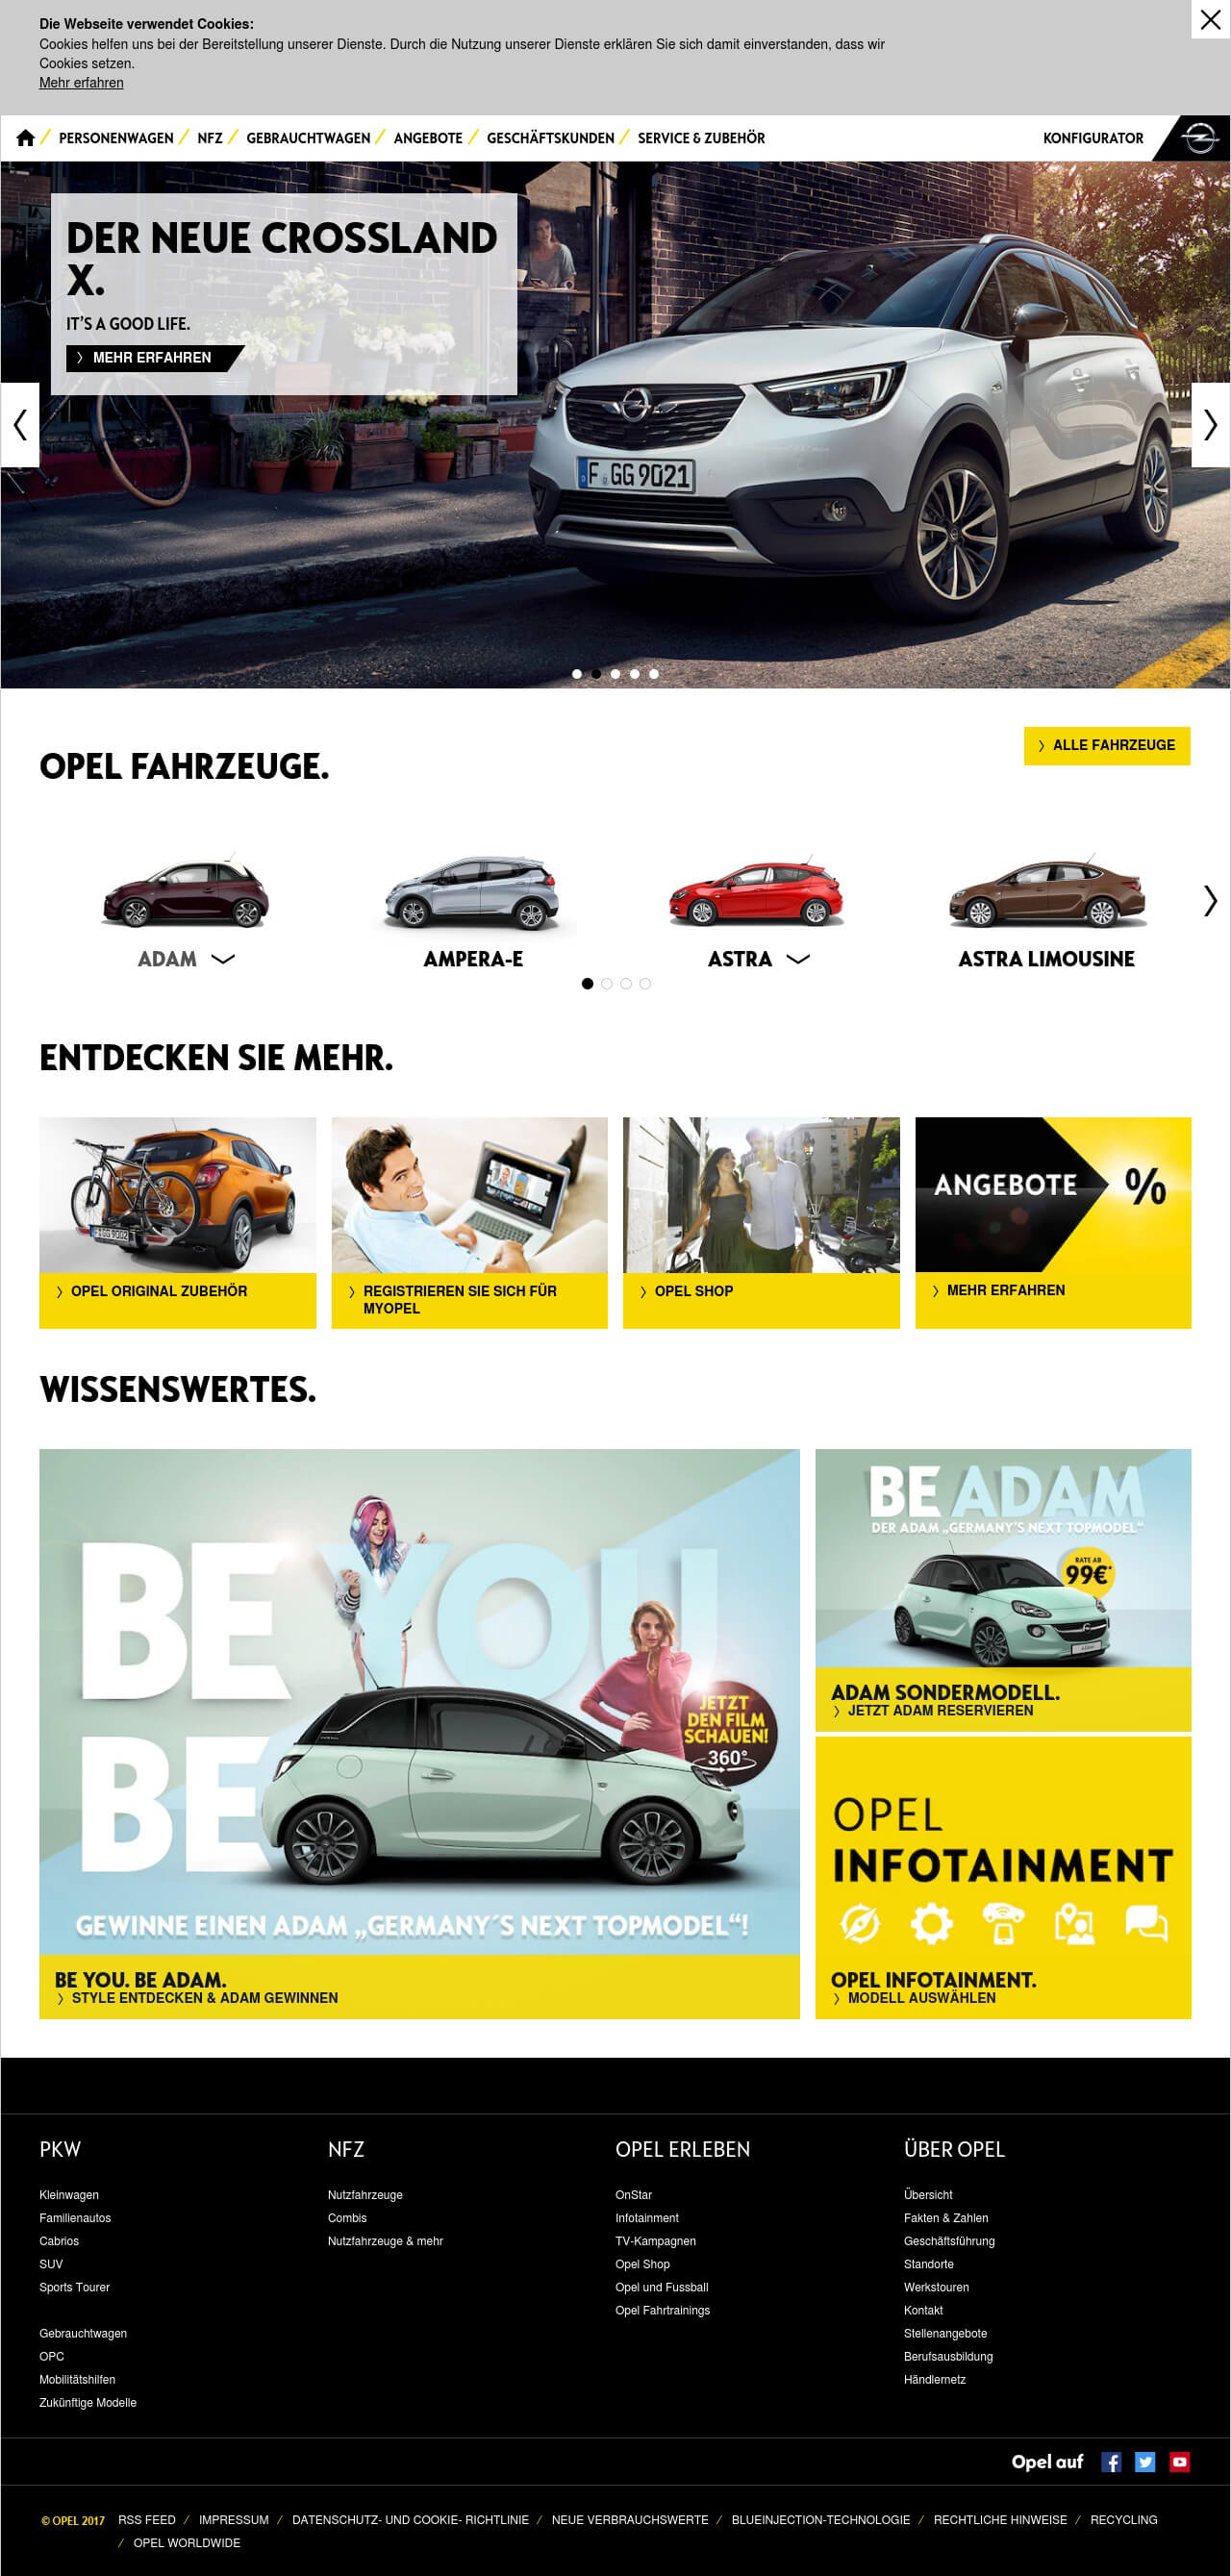 Die Webseite verwendet Cookies:
Cookies helfen uns bei der Bereitstellung unserer Dienste. Durch die Nutzung unserer Dienste erklären Sie sich damit einverstanden, dass wir
Cookies setzen.
Mehr erfahren
PERSONENWAGEN / NFZ / GEBRAUCHTWAGEN / ANGEBOTE / GESCHÄFTSKUNDEN / SERVICE & ZUBEHÖR KONFIGURATOR
DER NEUE CROSSLAND
X.
IT'S A GOOD LIFE.
MEHR ERFAHREN
F GG 9021
ALLE FAHRZEUGE
OPEL FAHRZEUGE.
ADAM AMPERA-E ASTRA ASTRA LIMOUSINE
ENTDECKEN SIE MEHR.
F GG 9002
ANGEBOTE %
OPEL ORIGINAL ZUBEHÖR
REGISTRIEREN SIE SICH FÜR
MYOPEL
OPEL SHOP
MEHR ERFAHREN
WISSENSWERTES.
BE YOU
BE
JETZT
DEN FILM
SCHAUEN!
360°
GEWINNE EINEN ADAM „GERMANY´S NEXT TOPMODEL“!
BE YOU. BE ADAM.
STYLE ENTDECKEN & ADAM GEWINNEN
BE ADAM
DER ADAM „GERMANY'S NEXT TOPMODEL“
RATE AB
99€*
ADAM SONDERMODELL.
JETZT ADAM RESERVIEREN
OPEL
INFOTAINMENT
OPEL INFOTAINMENT.
MODELL AUSWÄHLEN
PKW
Kleinwagen
Familienautos
Cabrios
SUV
Sports Tourer
Gebrauchtwagen
OPC
Mobilitätshilfen
Zukünftige Modelle
NFZ
Nutzfahrzeuge
Combis
Nutzfahrzeuge & mehr
OPEL ERLEBEN
OnStar
Infotainment
TV-Kampagnen
Opel Shop
Opel und Fussball
Opel Fahrtrainings
ÜBER OPEL
Übersicht
Fakten & Zahlen
Geschäftsführung
Standorte
Werkstouren
Kontakt
Stellenangebote
Berufsausbildung
Händlernetz
Opel auf
© OPEL 2017 RSS FEED / IMPRESSUM / DATENSCHUTZ- UND COOKIE- RICHTLINIE / NEUE VERBRAUCHSWERTE / BLUEINJECTION-TECHNOLOGIE / RECHTLICHE HINWEISE / RECYCLING
/ OPEL WORLDWIDE